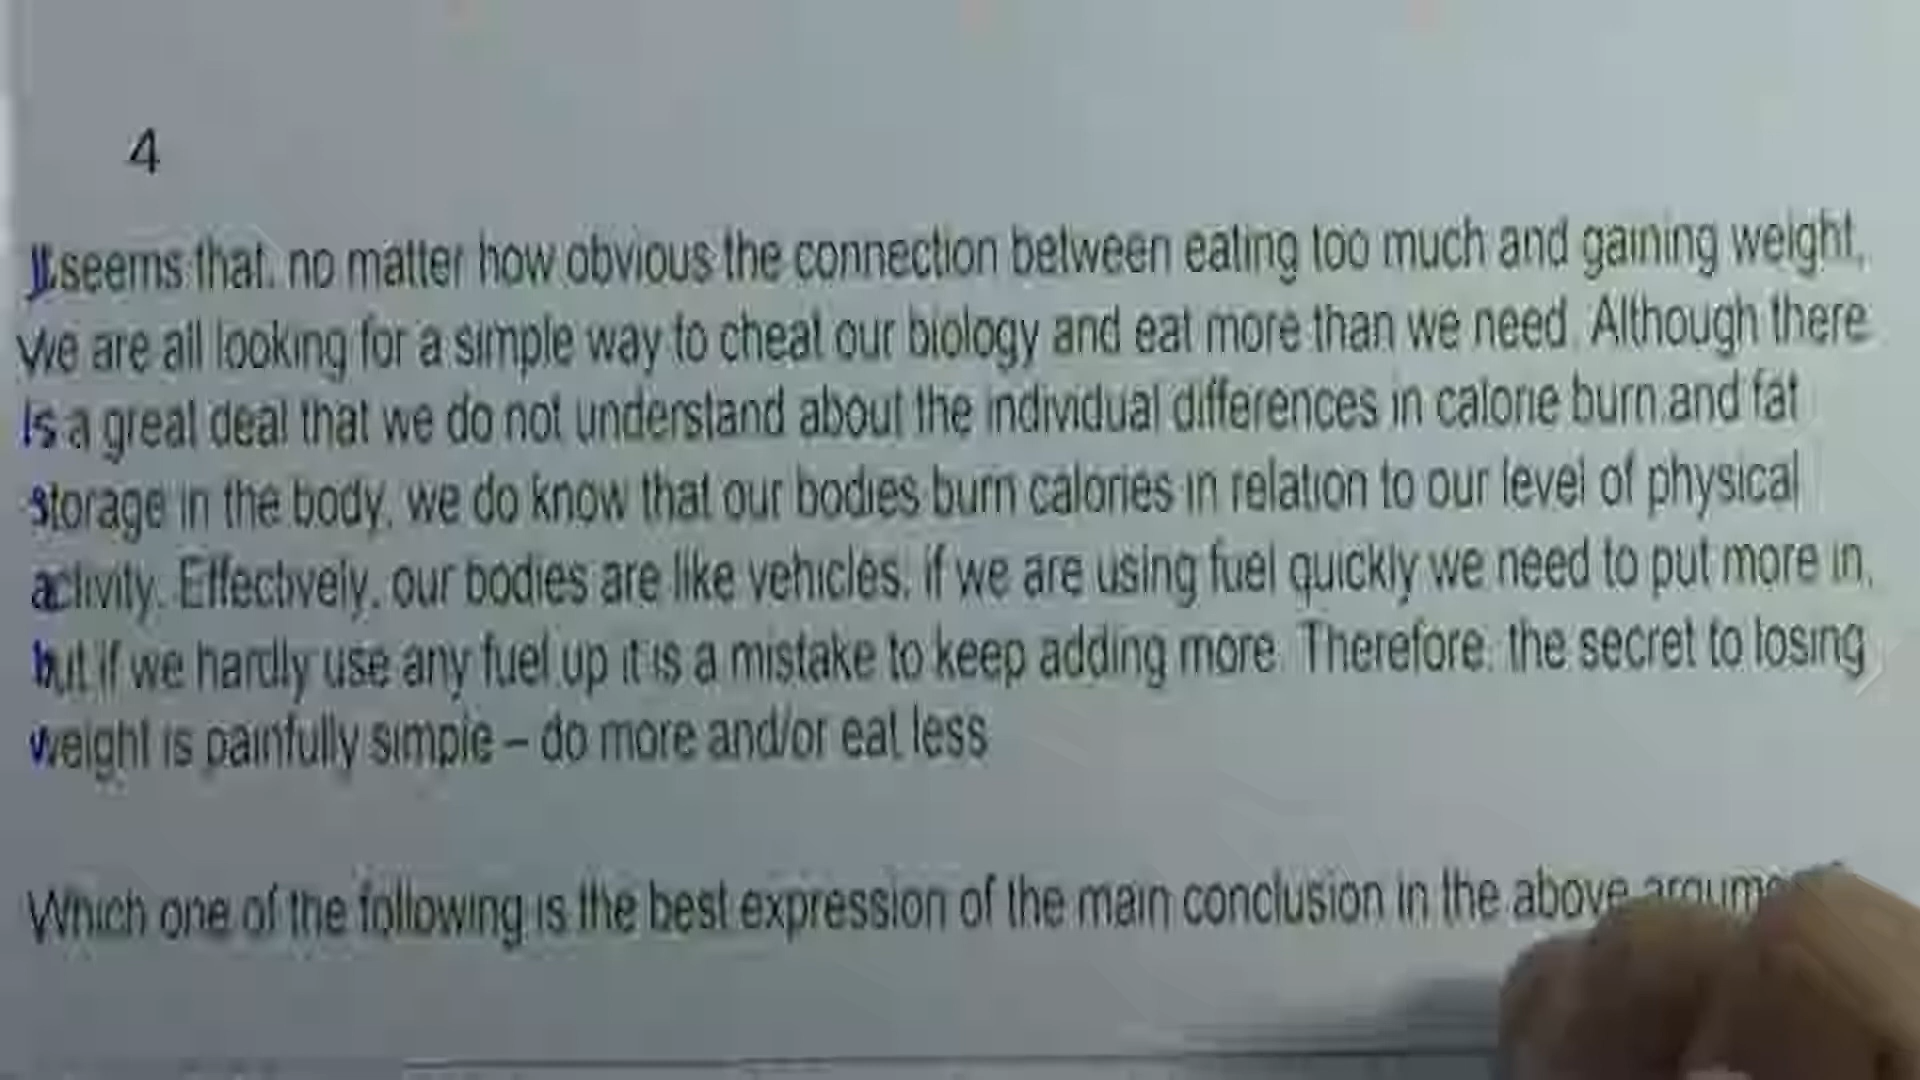 4
It seems that, no matter how obvious the connection between eating too much and gaining weight,
we are all looking for a simple way to cheat our biology and eat more than we need. Although there
is a great deal that we do not understand about the individual differences in calorie burn and fat
storage in the body, we do know that our bodies burn calories in relation to our level of physical
activity. Effectively, our bodies are like vehicles: if we are using fuel quickly we need to put more in,
but if we hardly use any fuel up it is a mistake to keep adding more. Therefore, the secret to losing
weight is painfully simple – do more and/or eat less
Which one of the following is the best expression of the main conclusion in the above